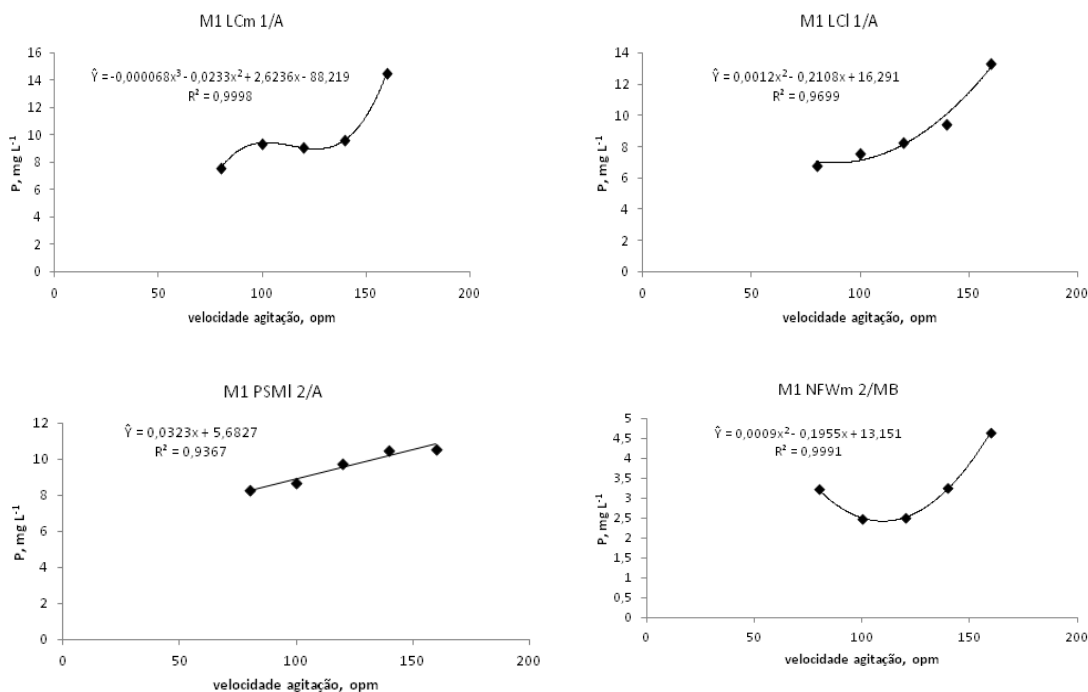 M1 LCm 1/A
Ŷ = -0,000068x³ - 0,0233x² + 2,6236x - 88,219
R² = 0,9998
P, mg L⁻¹
16
14
12
10
8
6
4
2
0
0 50 100 150 200
velocidade agitação, opm
M1 LCl 1/A
Ŷ = 0,0012x² - 0,2108x + 16,291
R² = 0,9699
P, mg L⁻¹
14
12
10
8
6
4
2
0
0 50 100 150 200
velocidade agitação, opm
M1 PSMl 2/A
Ŷ = 0,0323x + 5,6827
R² = 0,9367
P, mg L⁻¹
12
10
8
6
4
2
0
0 50 100 150 200
velocidade agitação, opm
M1 NFWm 2/MB
Ŷ = 0,0009x² - 0,1955x + 13,151
R² = 0,9991
P, mg L⁻¹
5
4,5
4
3,5
3
2,5
2
1,5
1
0,5
0
0 50 100 150 200
velocidade agitação, opm